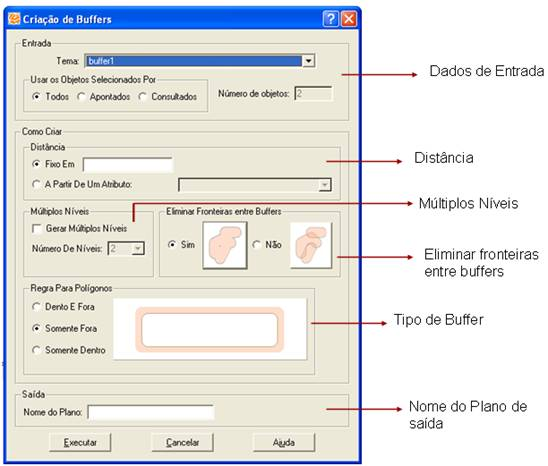 Criação de Buffers
Entrada
Tema: buffer1
Usar os Objetos Selecionados Por
Todos Apontados Consultados
Número de objetos: 2
Dados de Entrada
Como Criar
Distância
Fixo Em
A Partir De Um Atributo:
Distância
Múltiplos Níveis
Gerar Múltiplos Níveis
Número De Níveis: 2
Múltiplos Níveis
Eliminar Fronteiras entre Buffers
Sim Não
Eliminar fronteiras
entre buffers
Regra Para Polígonos
Dento E Fora
Somente Fora
Somente Dentro
Tipo de Buffer
Saída
Nome do Plano:
Nome do Plano de
saída
Executar Cancelar Ajuda